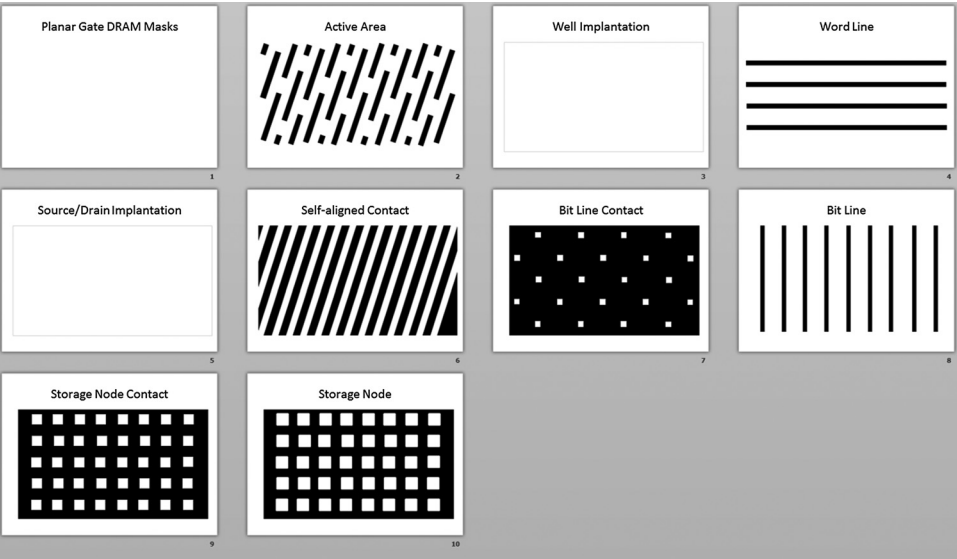 Planar Gate DRAM Masks
1
Active Area
2
Well Implantation
3
Word Line
4
Source/Drain Implantation
5
Self-aligned Contact
6
Bit Line Contact
7
Bit Line
8
Storage Node Contact
9
Storage Node
10